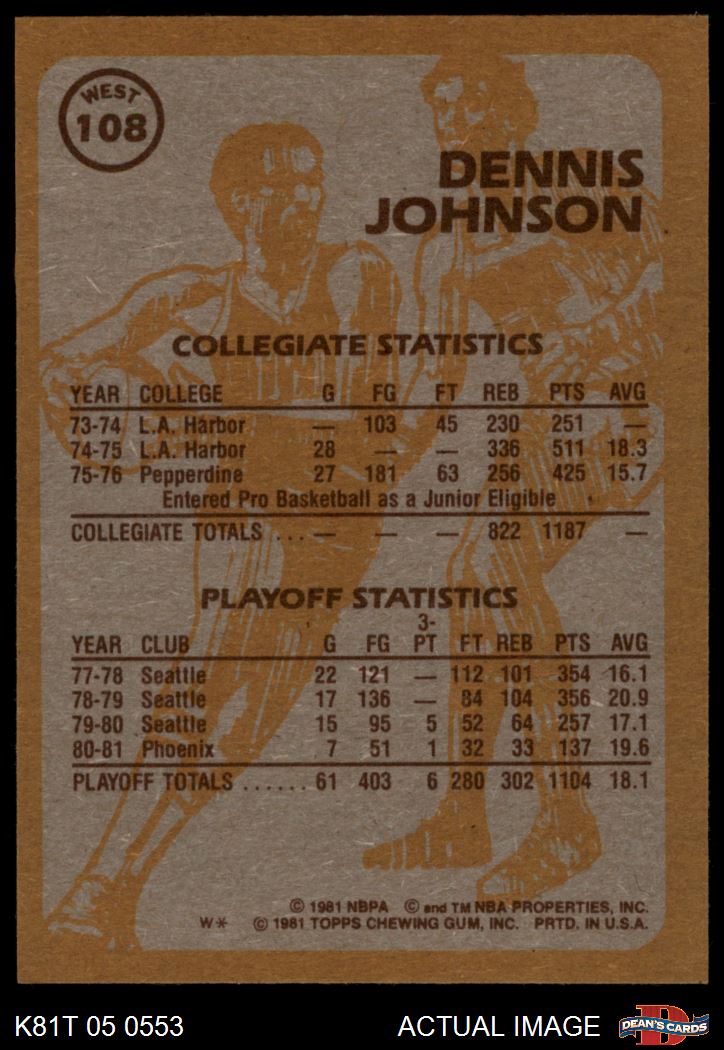 WEST
108
DENNIS
JOHNSON
COLLEGIATE STATISTICS
YEAR COLLEGE G FG FT REB PTS AVG
73-74 L.A. Harbor — 103 45 230 251 —
74-75 L.A. Harbor 28 — — 336 511 18.3
75-76 Pepperdine 27 181 63 256 425 15.7
Entered Pro Basketball as a Junior Eligible
COLLEGIATE TOTALS ... — — — 822 1187 —
PLAYOFF STATISTICS
YEAR CLUB G FG 3-PT FT REB PTS AVG
77-78 Seattle 22 121 — 112 101 354 16.1
78-79 Seattle 17 136 — 84 104 356 20.9
79-80 Seattle 15 95 5 52 64 257 17.1
80-81 Phoenix 7 51 1 32 33 137 19.6
PLAYOFF TOTALS ...... 61 403 6 280 302 1104 18.1
© 1981 NBPA © and TM NBA PROPERTIES, INC.
W* © 1981 TOPPS CHEWING GUM, INC. PRTD. IN U.S.A.
K81T 05 0553 ACTUAL IMAGE D DEAN'S CARDS